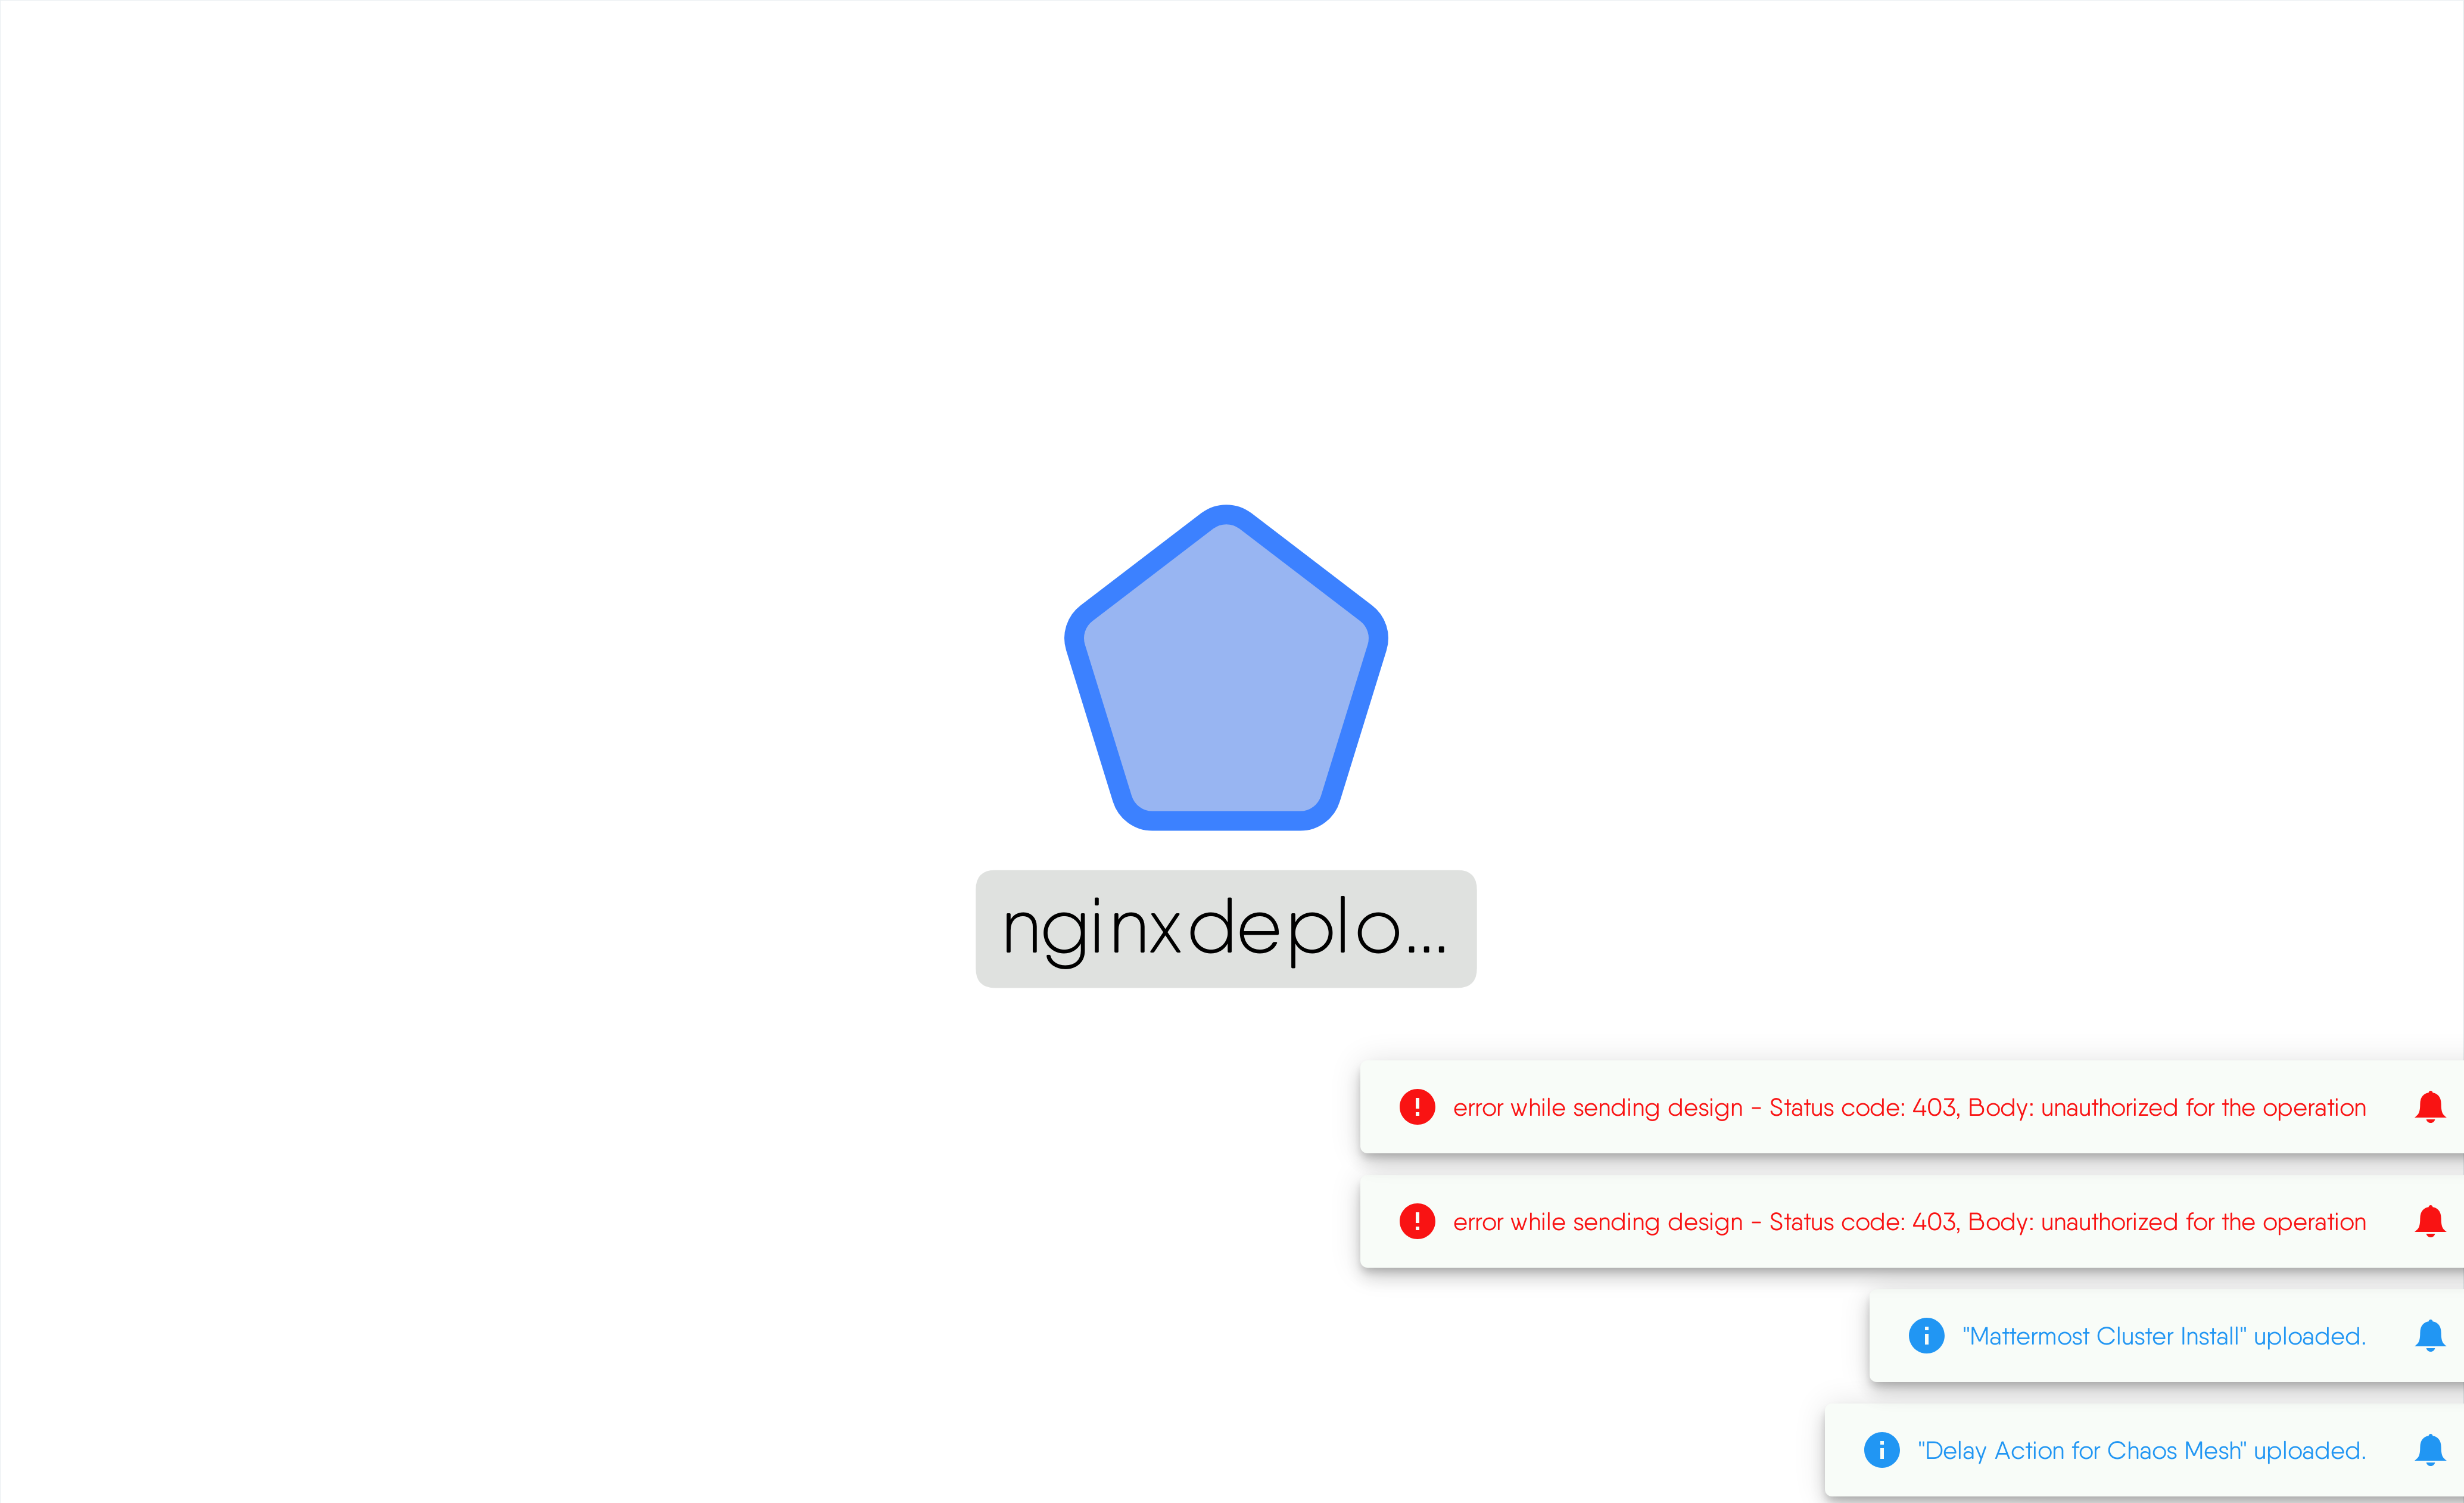 nginxdeplo...
error while sending design - Status code: 403, Body: unauthorized for the operation
error while sending design - Status code: 403, Body: unauthorized for the operation
"Mattermost Cluster Install" uploaded.
"Delay Action for Chaos Mesh" uploaded.